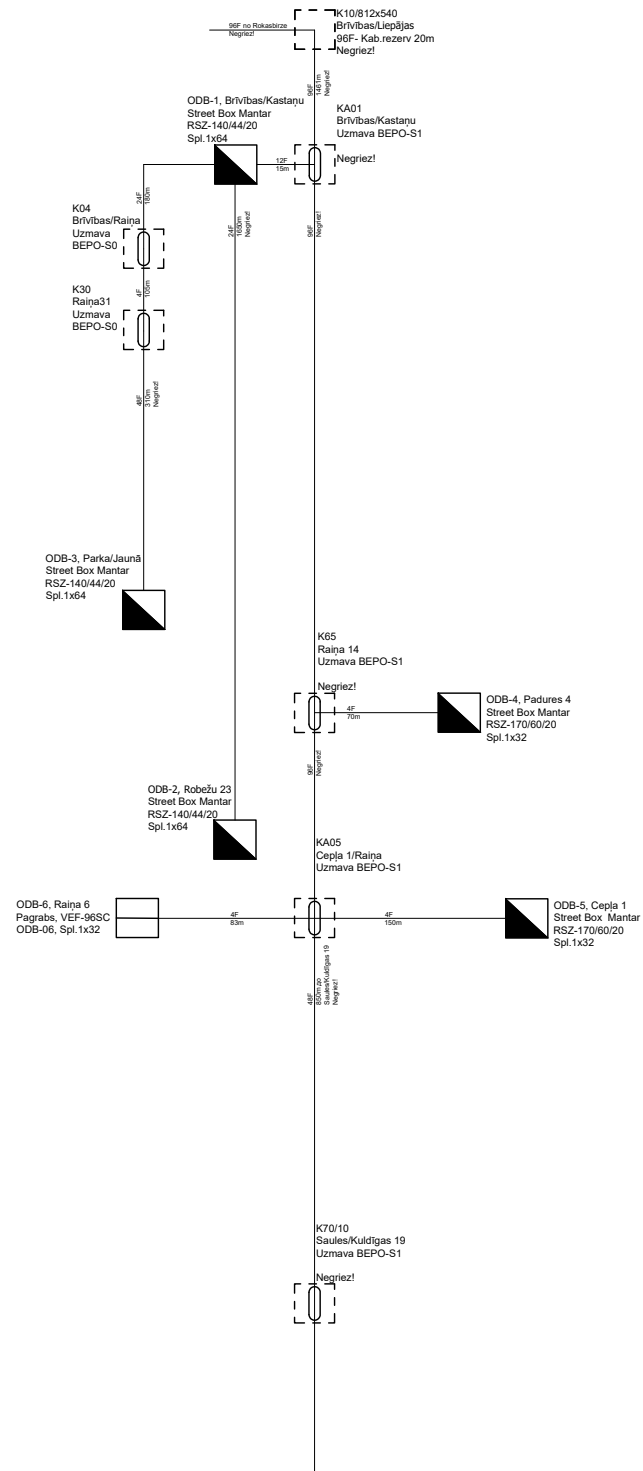 96F no Rokasbirze
Negriez!
K10/812x540
Brīvības/Liepājas
96F- Kab.rezerv 20m
Negriez!
96F
1461m
Negriez!
ODB-1, Brīvības/Kastaņu
Street Box Mantar
RSZ-140/44/20
Spl.1x64
KA01
Brīvības/Kastaņu
Uzmava BEPO-S1
Negriez!
12F
15m
24F
180m
24F
1650m
Negriez!
96F
Negriez!
K04
Brīvības/Raiņa
Uzmava
BEPO-S0
4F
105m
K30
Raiņa31
Uzmava
BEPO-S0
48F
310m
Negriez!
ODB-3, Parka/Jaunā
Street Box Mantar
RSZ-140/44/20
Spl.1x64
K65
Raiņa 14
Uzmava BEPO-S1
Negriez!
4F
70m
ODB-4, Padures 4
Street Box Mantar
RSZ-170/60/20
Spl.1x32
96F
Negriez!
ODB-2, Robežu 23
Street Box Mantar
RSZ-140/44/20
Spl.1x64
KA05
Cepļa 1/Raiņa
Uzmava BEPO-S1
ODB-6, Raiņa 6
Pagrabs, VEF-96SC
ODB-06, Spl.1x32
4F
83m
4F
150m
ODB-5, Cepļa 1
Street Box Mantar
RSZ-170/60/20
Spl.1x32
48F
850m до
Saules/Kuldīgas 19
Negriez!
K70/10
Saules/Kuldīgas 19
Uzmava BEPO-S1
Negriez!